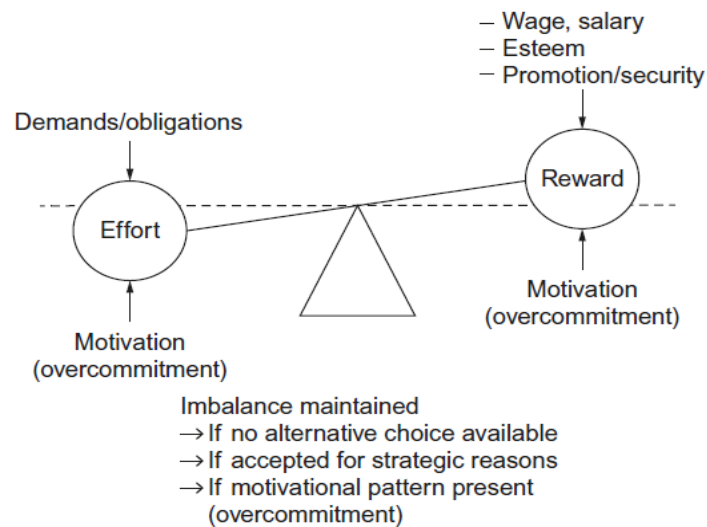 – Wage, salary
– Esteem
– Promotion/security
Demands/obligations
Reward
Effort
Motivation
(overcommitment)
Motivation
(overcommitment)
Imbalance maintained
→ If no alternative choice available
→ If accepted for strategic reasons
→ If motivational pattern present
(overcommitment)